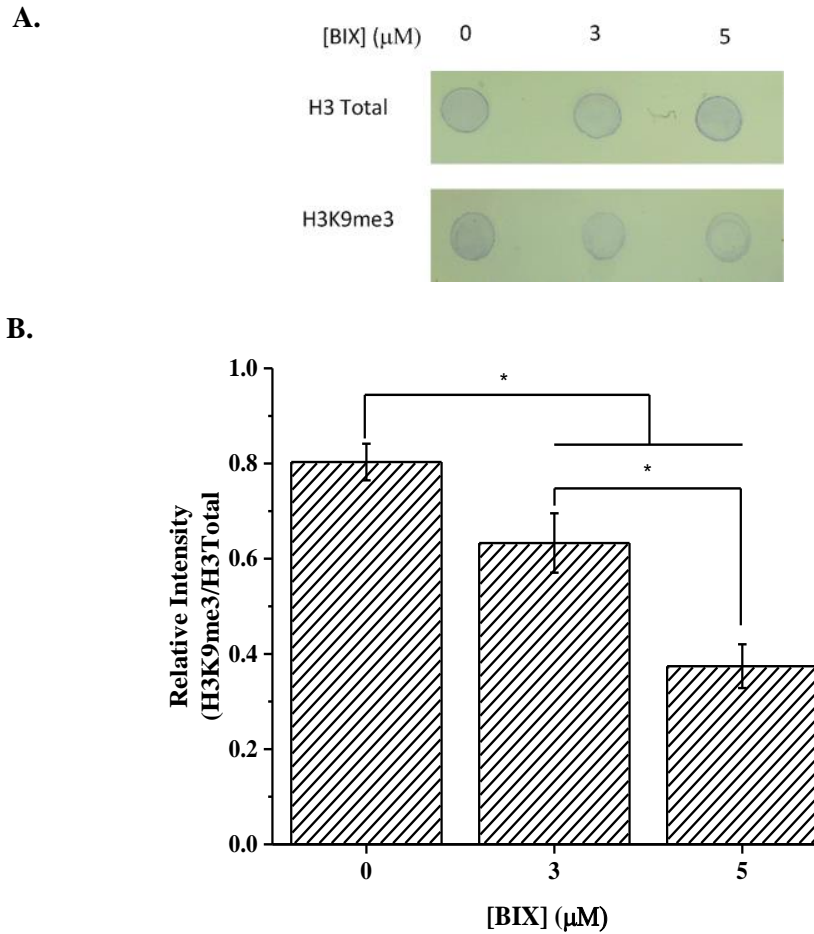 A.
[BIX] (μM) 0 3 5
H3 Total
H3K9me3
B.
Relative Intensity
(H3K9me3/H3Total
1.0
0.8
0.6
0.4
0.2
0.0
*
*
0 3 5
[BIX] (μM)